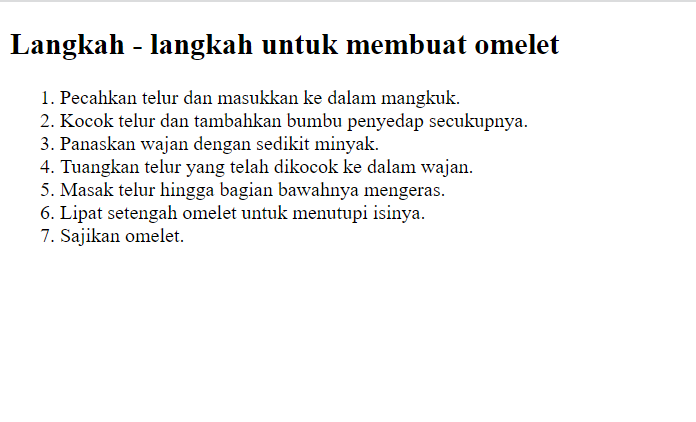 Langkah - langkah untuk membuat omelet
1. Pecahkan telur dan masukkan ke dalam mangkuk.
2. Kocok telur dan tambahkan bumbu penyedap secukupnya.
3. Panaskan wajan dengan sedikit minyak.
4. Tuangkan telur yang telah dikocok ke dalam wajan.
5. Masak telur hingga bagian bawahnya mengeras.
6. Lipat setengah omelet untuk menutupi isinya.
7. Sajikan omelet.